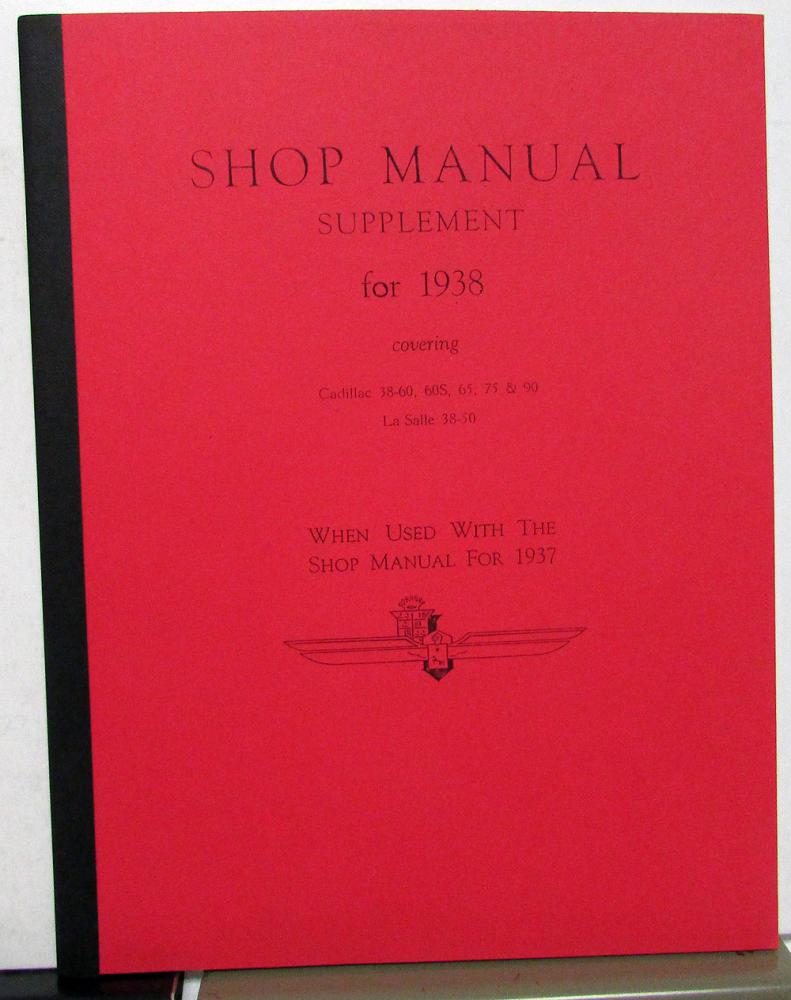 SHOP MANUAL
SUPPLEMENT
for 1938
covering
Cadillac 38-60, 60S, 65, 75 & 90
La Salle 38-50
WHEN USED WITH THE
SHOP MANUAL FOR 1937